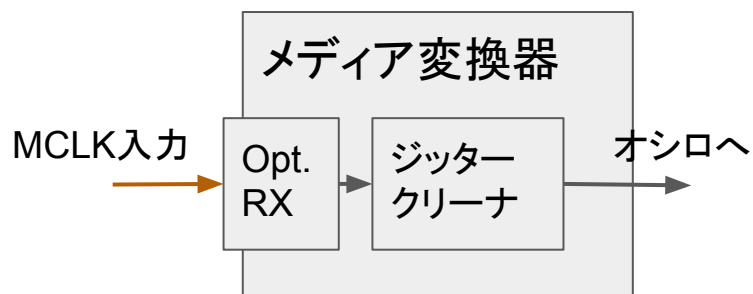 メディア変換器
MCLK入力
Opt.
RX
ジッター
クリーナ
オシロへ